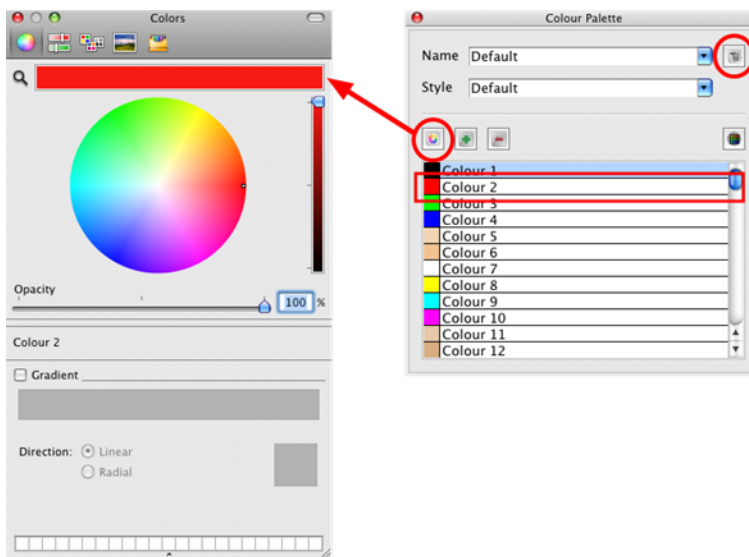 Colors
Opacity
100 %
Colour 2
Gradient
Direction: Linear
Radial
Colour Palette
Name Default
Style Default
Colour 1
Colour 2
Colour 3
Colour 4
Colour 5
Colour 6
Colour 7
Colour 8
Colour 9
Colour 10
Colour 11
Colour 12